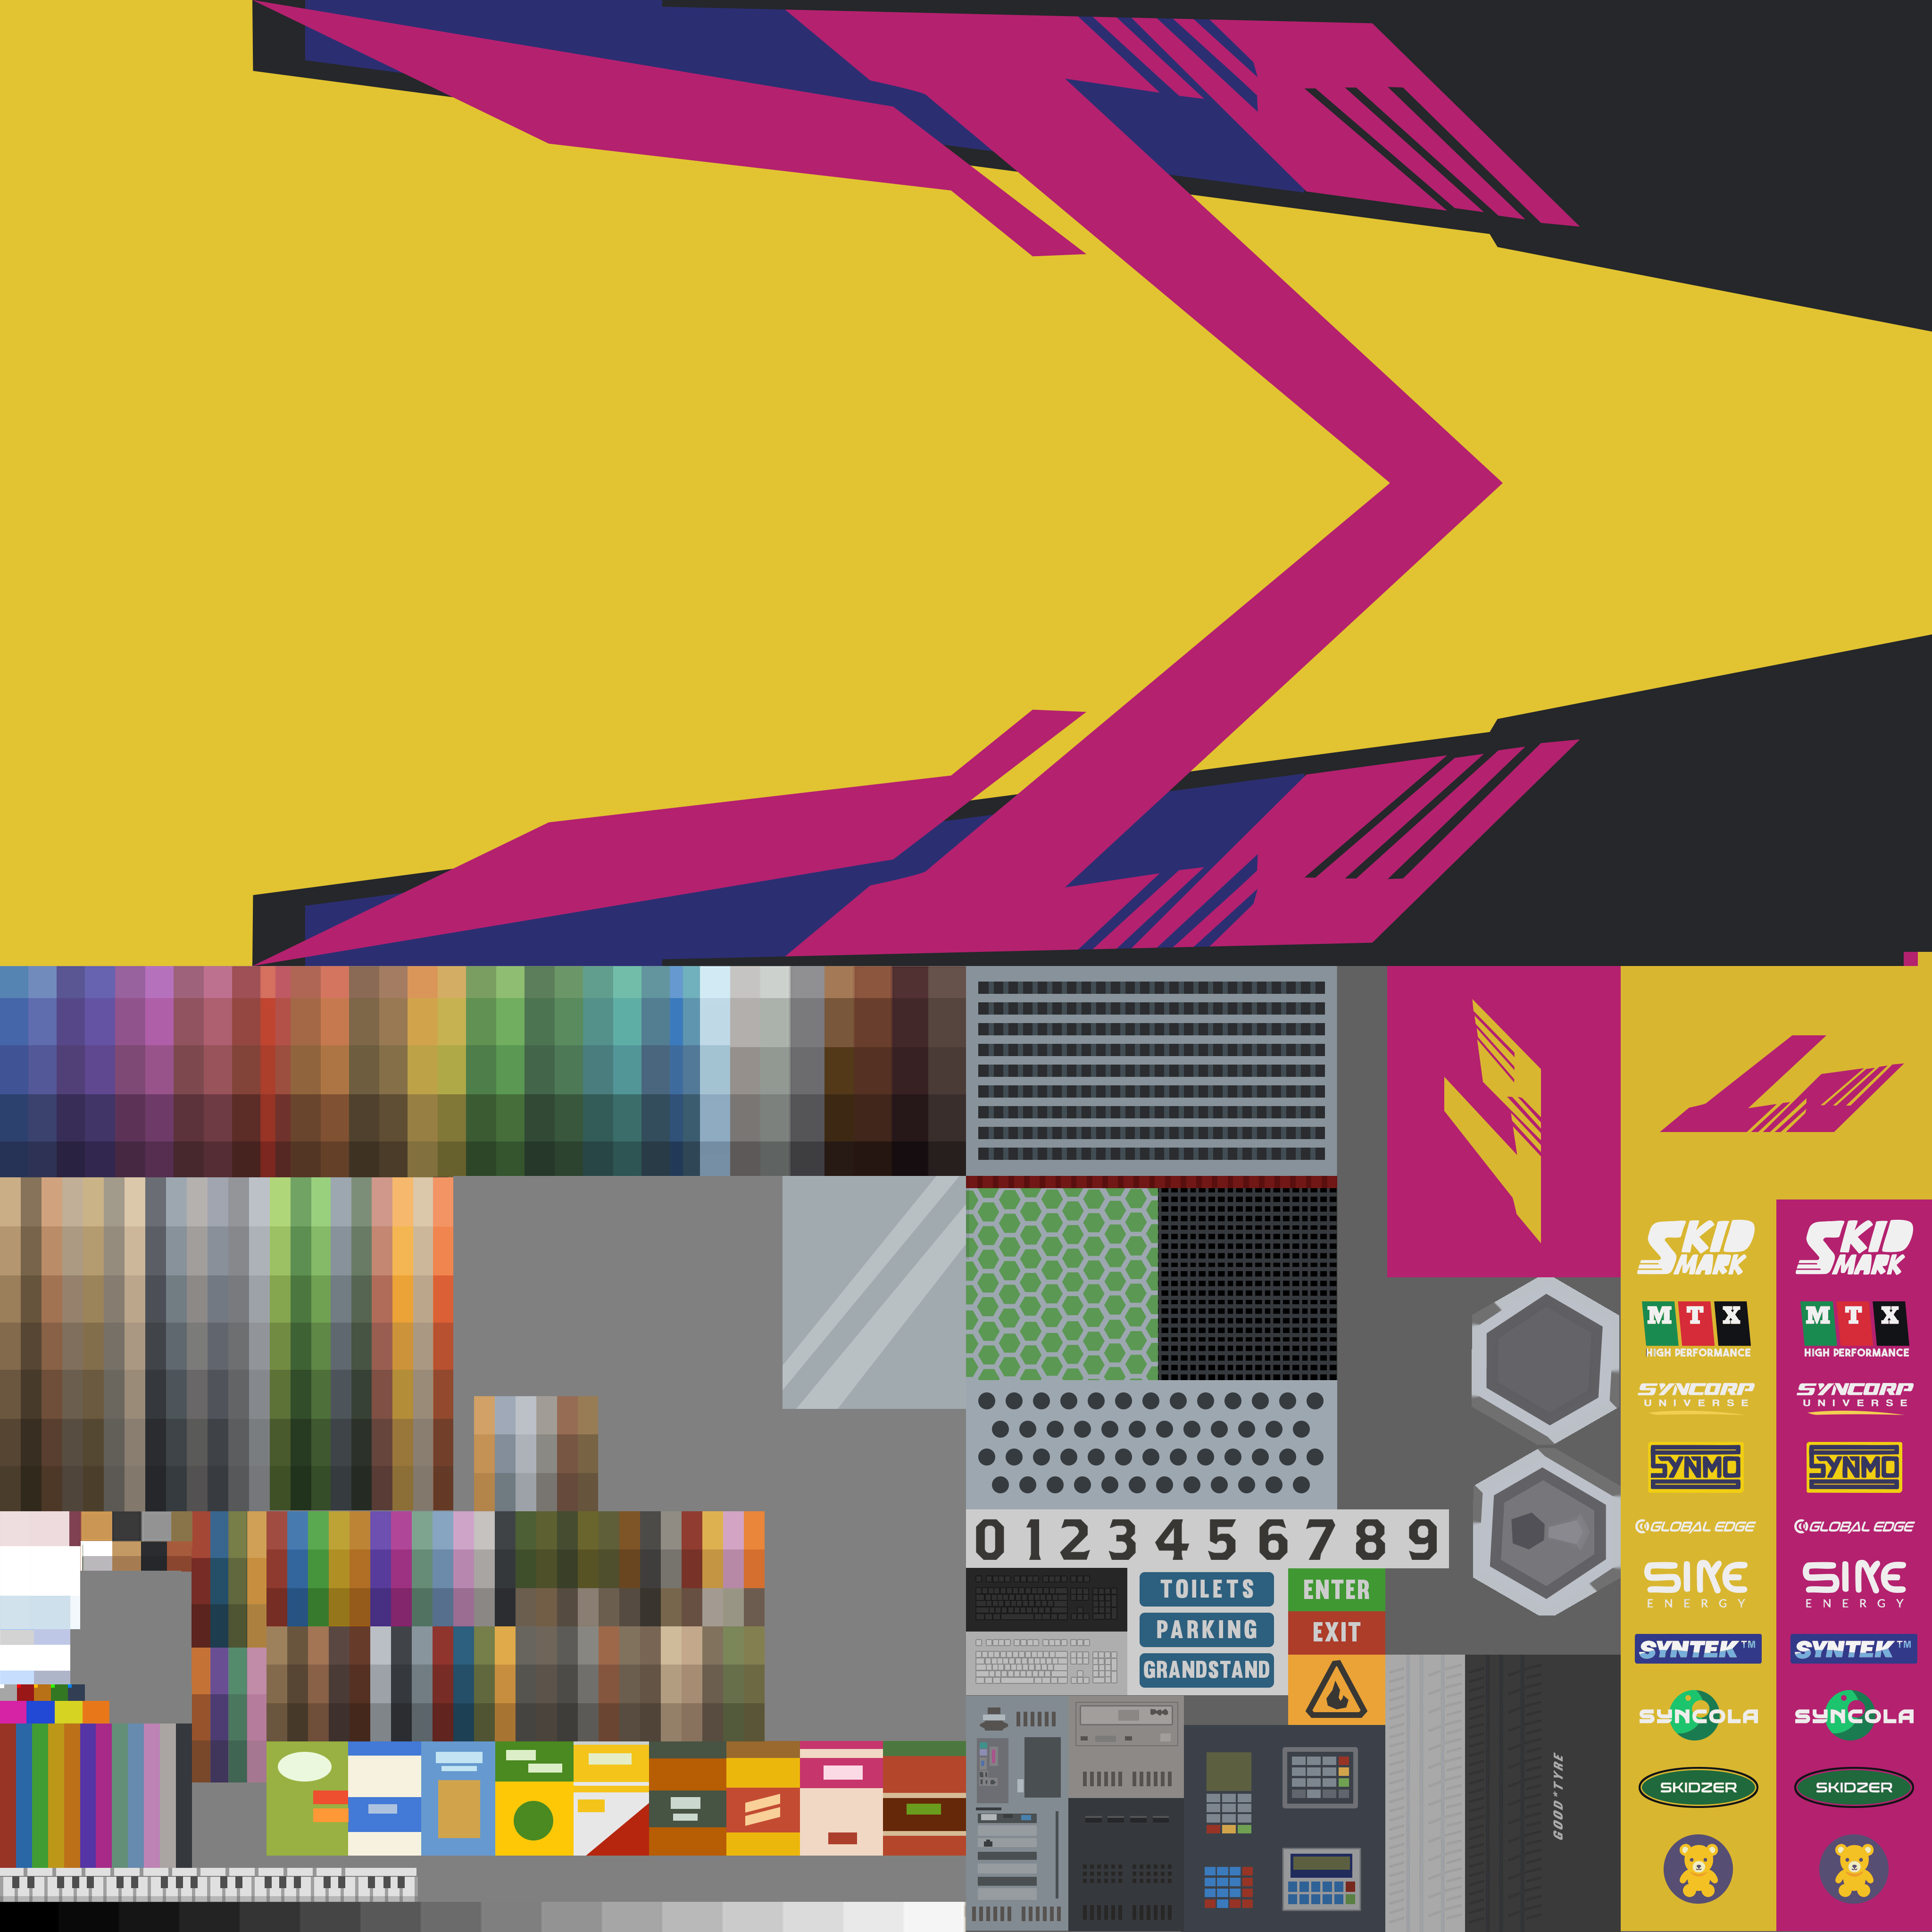 0 1 2 3 4 5 6 7 8 9
TOILETS
PARKING
GRANDSTAND
ENTER
EXIT
GOOD*TYRE
SKID
MARK
M T X
HIGH PERFORMANCE
SYNCORP
UNIVERSE
SYNMO
GLOBAL EDGE
SIRE
ENERGY
SYNTEK™
SYNCOLA
SKIDZER
SKID
MARK
M T X
HIGH PERFORMANCE
SYNCORP
UNIVERSE
SYNMO
GLOBAL EDGE
SIRE
ENERGY
SYNTEK™
SYNCOLA
SKIDZER